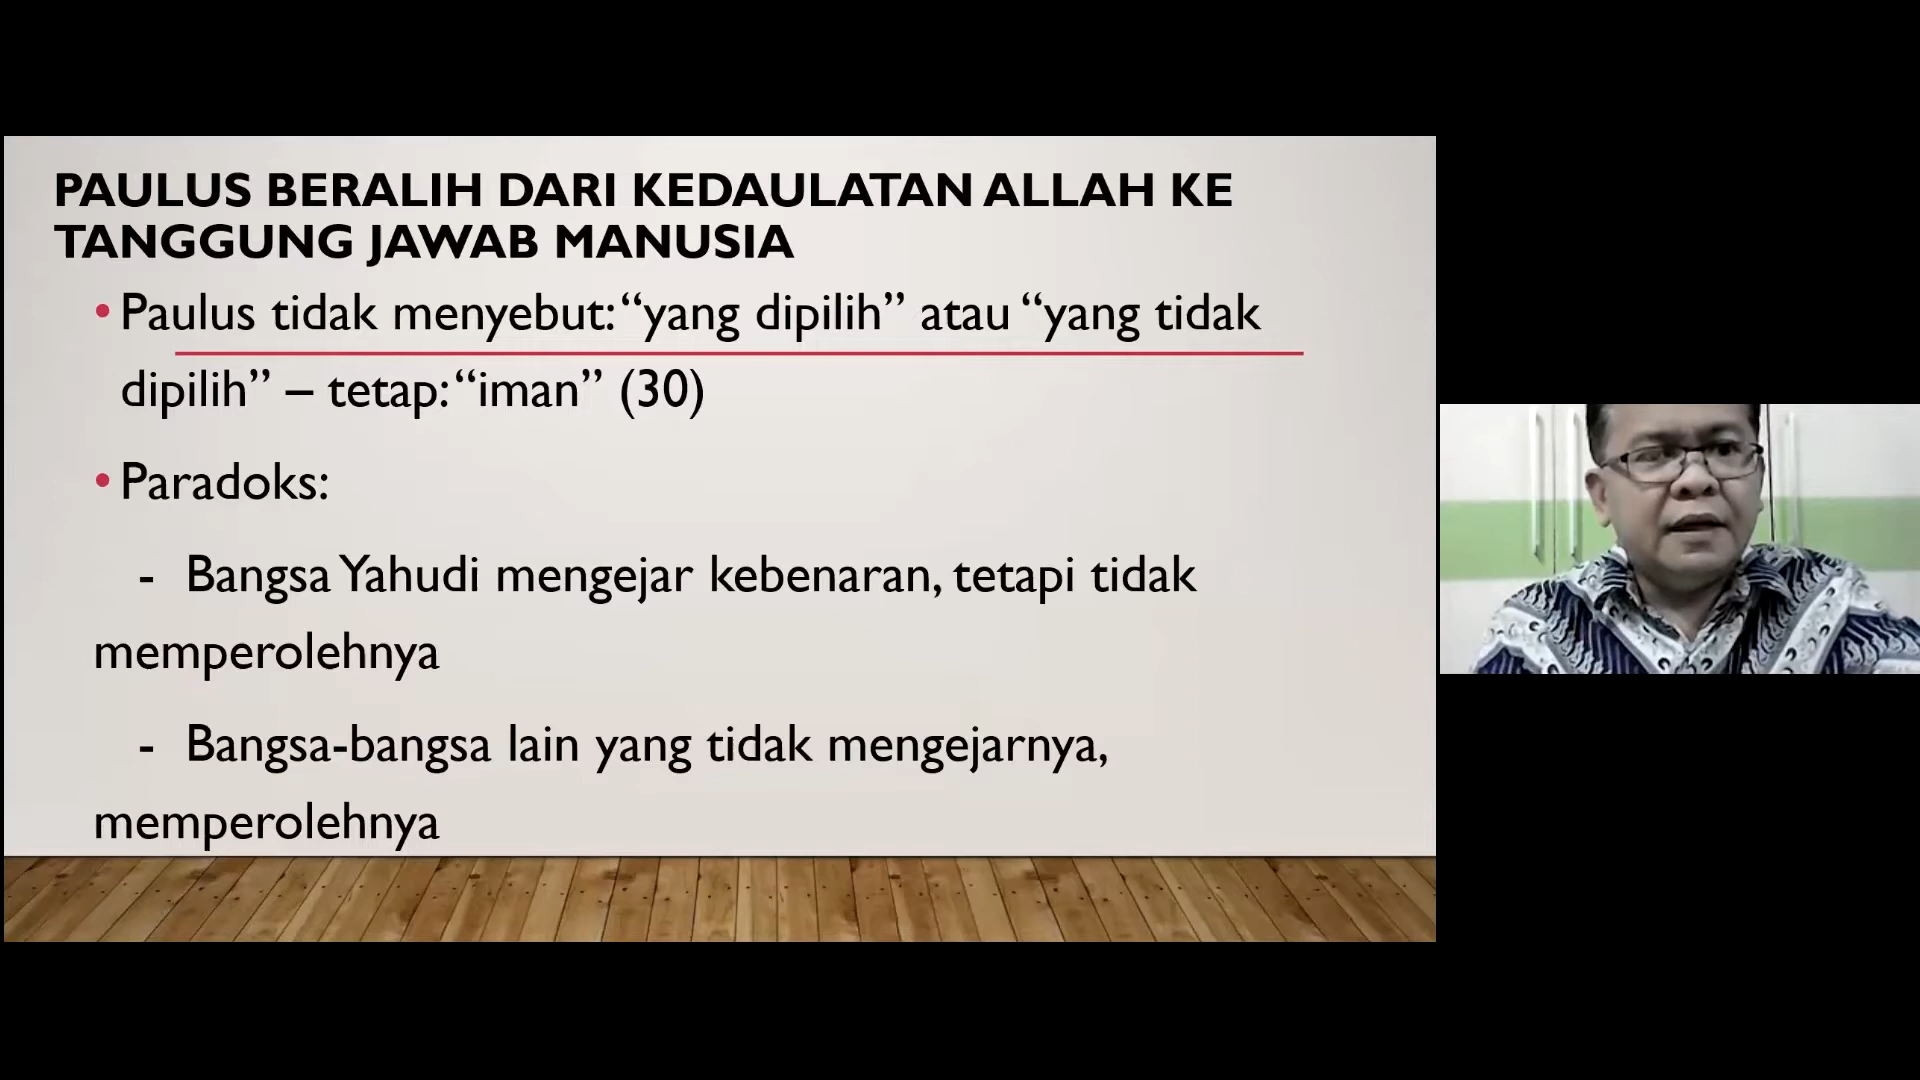 PAULUS BERALIH DARI KEDAULATAN ALLAH KE
TANGGUNG JAWAB MANUSIA
• Paulus tidak menyebut: “yang dipilih” atau “yang tidak
dipilih” – tetap: “iman” (30)
• Paradoks:
- Bangsa Yahudi mengejar kebenaran, tetapi tidak
memperolehnya
- Bangsa-bangsa lain yang tidak mengejarnya,
memperolehnya